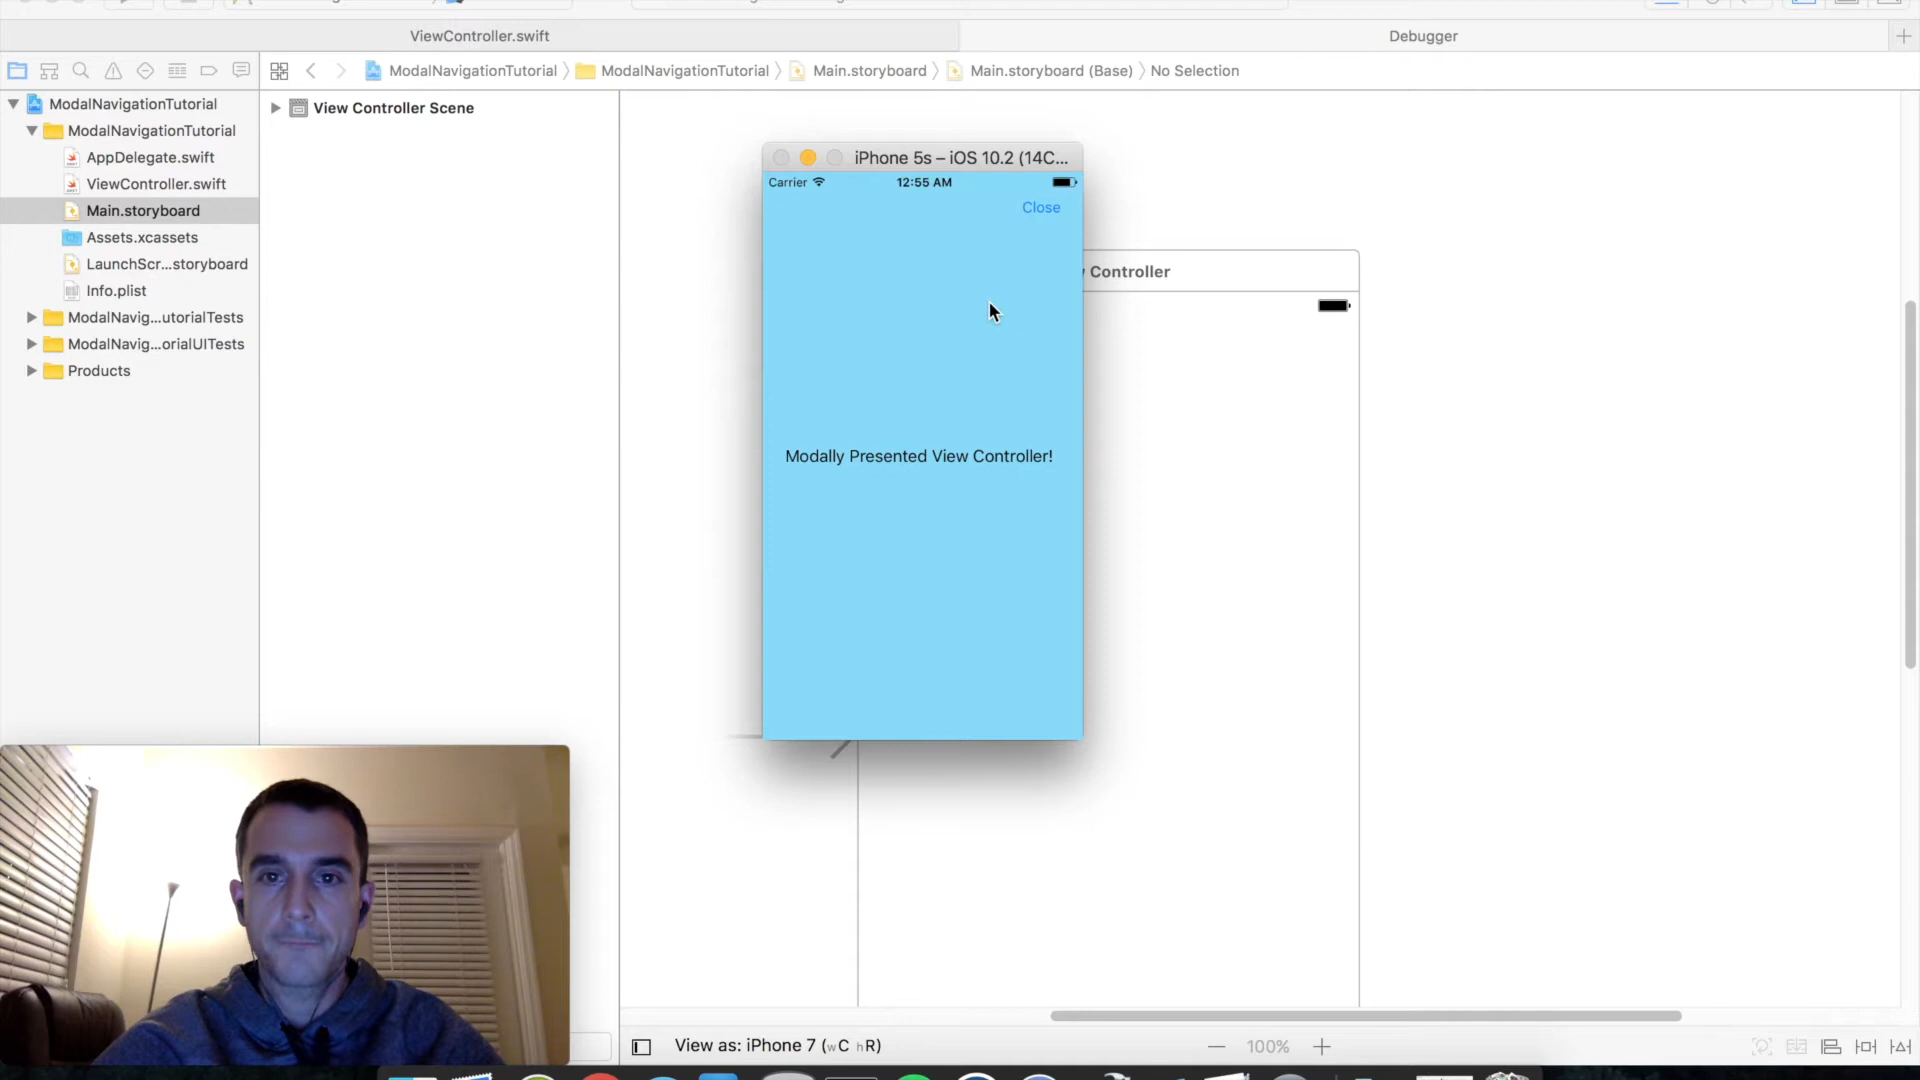 ViewController.swift
Debugger
ModalNavigationTutorial
ModalNavigationTutorial
Main.storyboard
Main.storyboard (Base)
No Selection
ModalNavigationTutorial
ModalNavigationTutorial
AppDelegate.swift
ViewController.swift
Main.storyboard
Assets.xcassets
LaunchScr...storyboard
Info.plist
ModalNavig...utorialTests
ModalNavig...orialUITests
Products
View Controller Scene
iPhone 5s – iOS 10.2 (14C...
Carrier
12:55 AM
Close
Controller
Modally Presented View Controller!
View as: iPhone 7 (wC hR)
100%